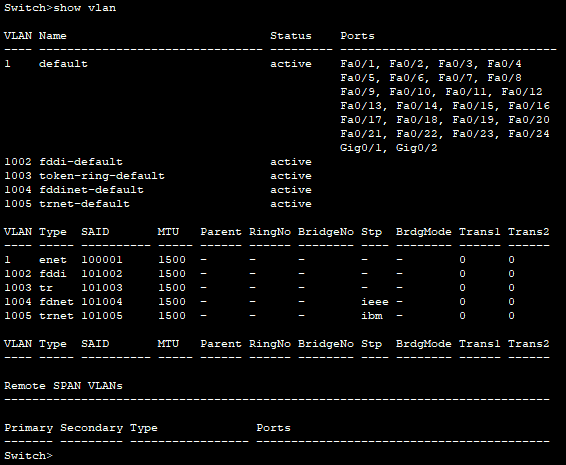 Switch>show vlan
VLAN Name                             Status    Ports
---- -------------------------------- --------- -------------------------------
1    default                          active    Fa0/1, Fa0/2, Fa0/3, Fa0/4
                                                Fa0/5, Fa0/6, Fa0/7, Fa0/8
                                                Fa0/9, Fa0/10, Fa0/11, Fa0/12
                                                Fa0/13, Fa0/14, Fa0/15, Fa0/16
                                                Fa0/17, Fa0/18, Fa0/19, Fa0/20
                                                Fa0/21, Fa0/22, Fa0/23, Fa0/24
                                                Gig0/1, Gig0/2
1002 fddi-default                     active
1003 token-ring-default               active
1004 fddinet-default                  active
1005 trnet-default                    active
VLAN Type  SAID       MTU   Parent RingNo BridgeNo Stp  BrdgMode Trans1 Trans2
---- ----- ---------- ----- ------ ------ -------- ---- -------- ------ ------
1    enet  100001     1500  -      -      -        -    -        0      0
1002 fddi  101002     1500  -      -      -        -    -        0      0
1003 tr    101003     1500  -      -      -        -    -        0      0
1004 fdnet 101004     1500  -      -      -        ieee -        0      0
1005 trnet 101005     1500  -      -      -        ibm  -        0      0
VLAN Type  SAID       MTU   Parent RingNo BridgeNo Stp  BrdgMode Trans1 Trans2
---- ----- ---------- ----- ------ ------ -------- ---- -------- ------ ------
Remote SPAN VLANs
------------------------------------------------------------------------------
Primary Secondary Type              Ports
------- --------- ----------------- ------------------------------------------
Switch>